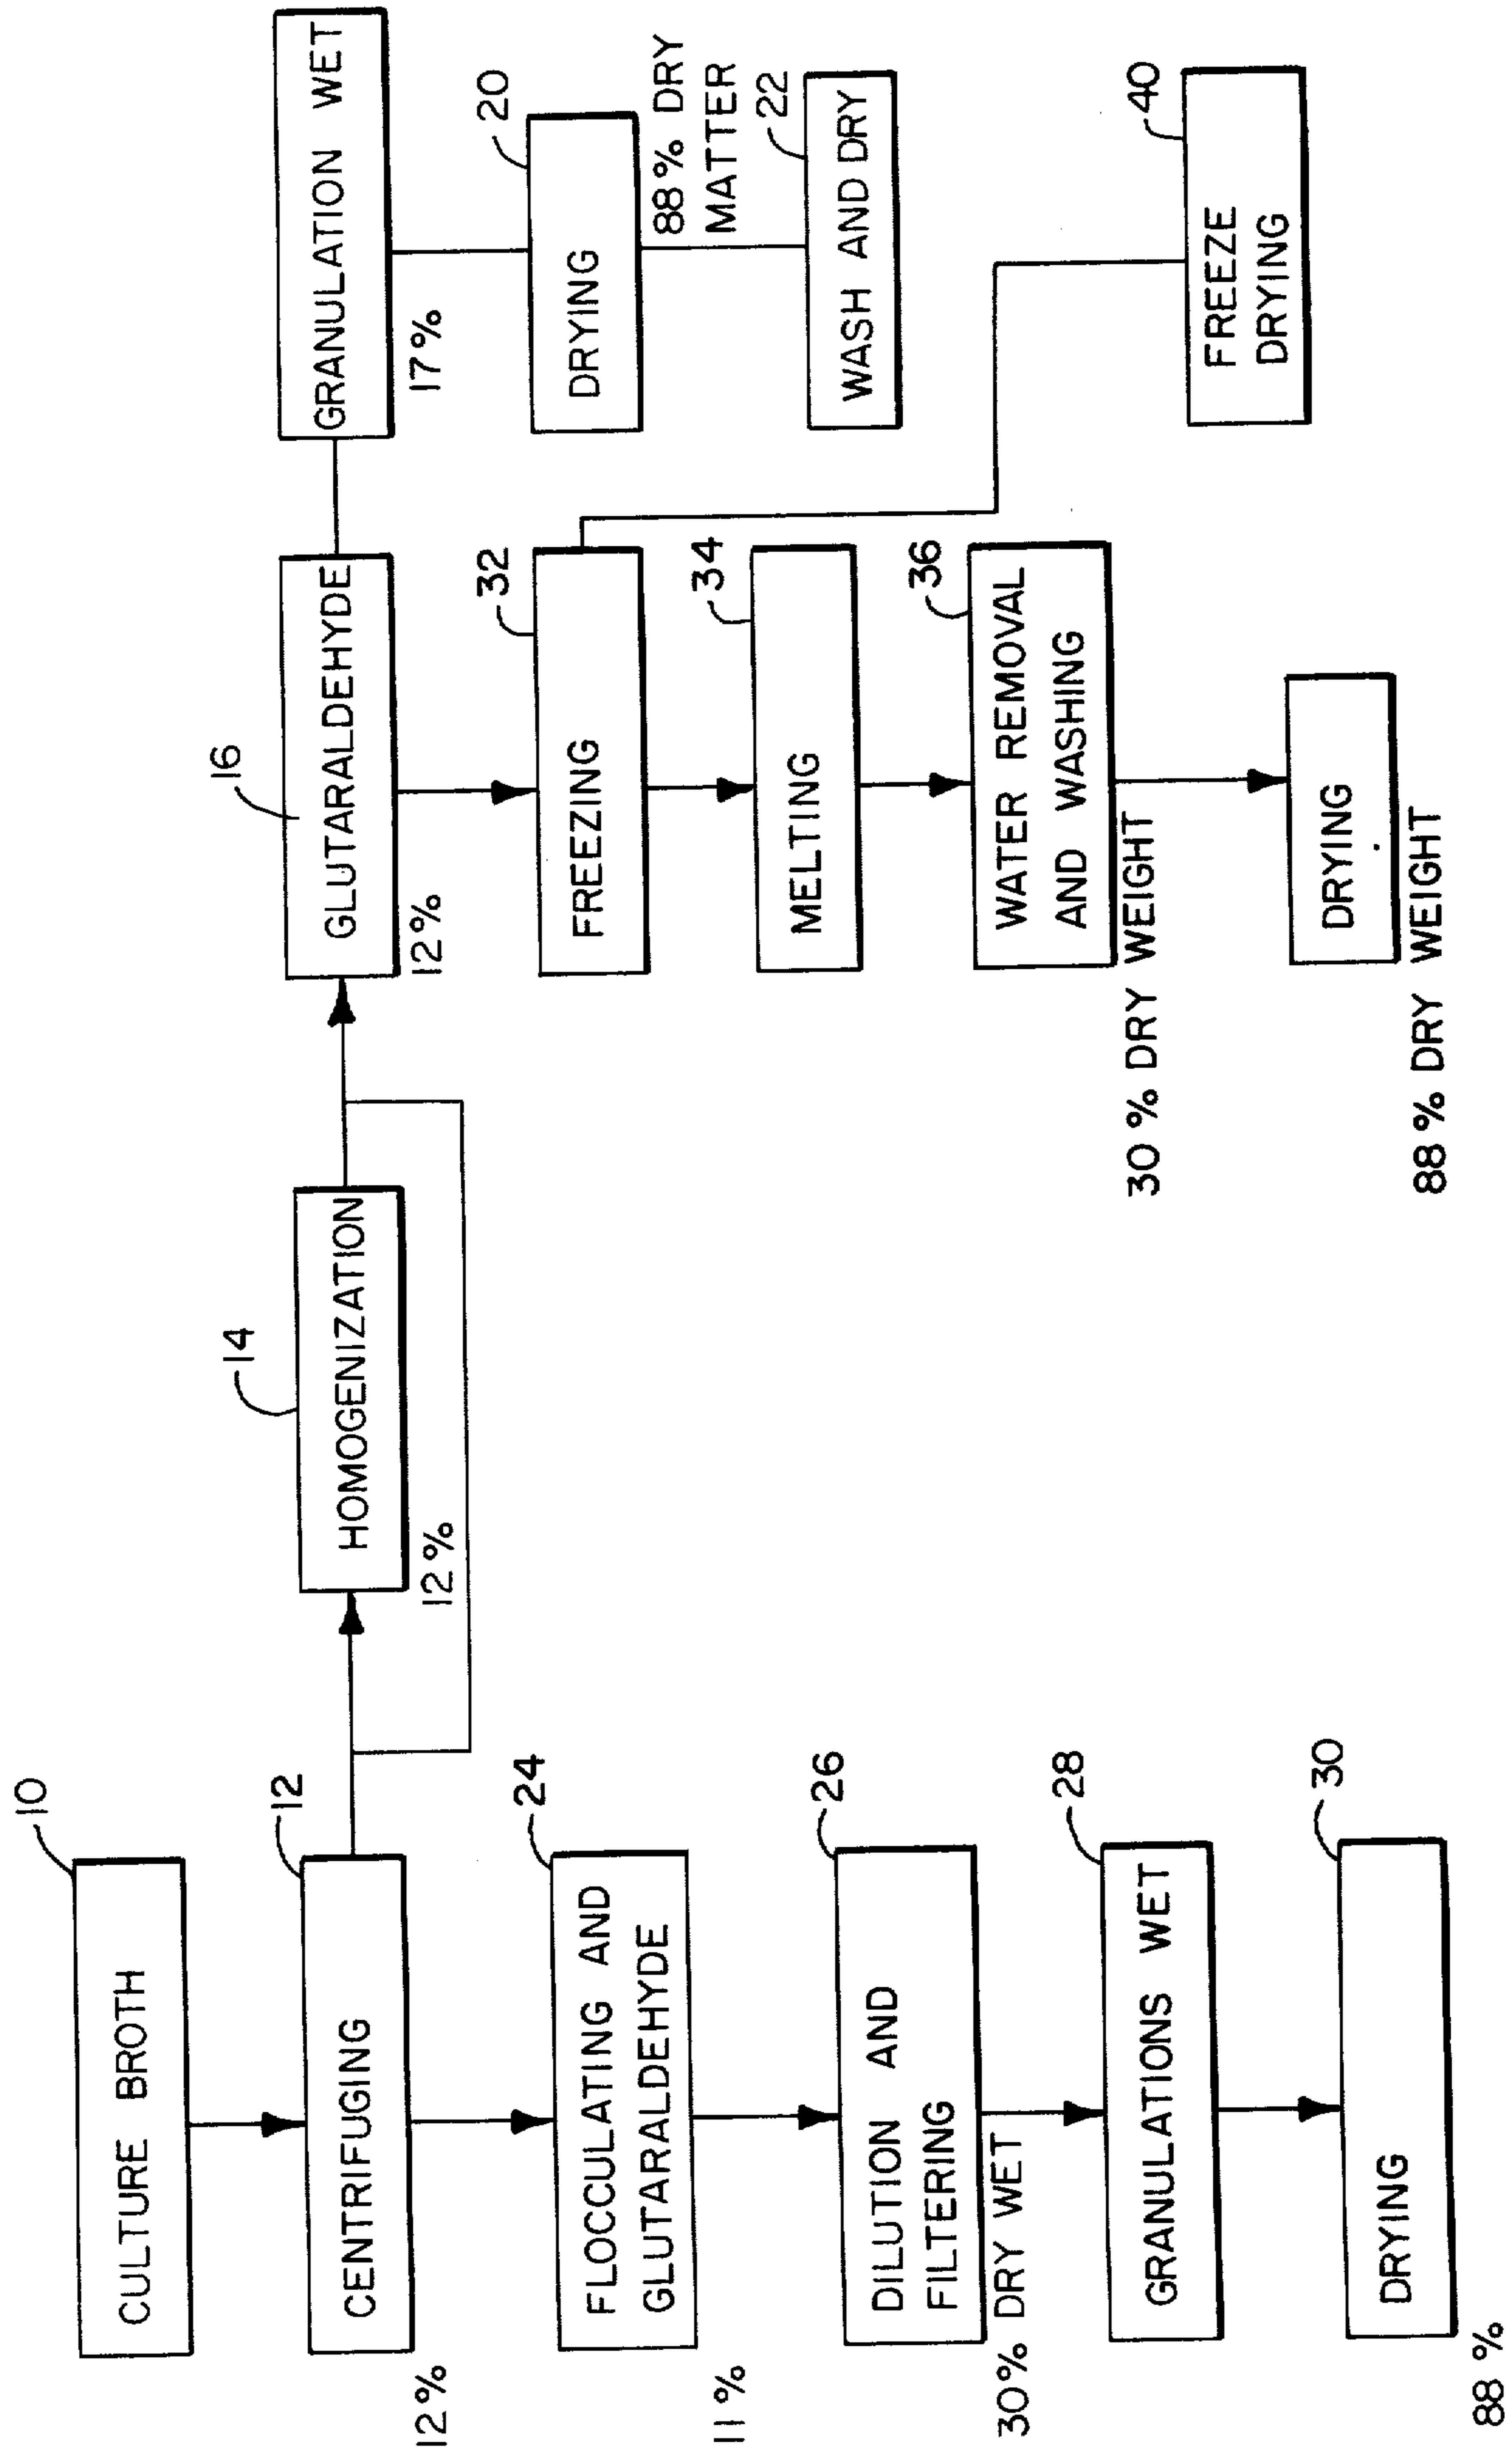 10
CULTURE BROTH
12
CENTRIFUGING
12%
24
FLOCCULATING AND
GLUTARALDEHYDE
11%
26
DILUTION AND
FILTERING
30% DRY WET
28
GRANULATIONS WET
30
DRYING
88%
14
HOMOGENIZATION
12%
16
GLUTARALDEHYDE
12%
32
FREEZING
34
MELTING
36
WATER REMOVAL
AND WASHING
30% DRY WEIGHT
DRYING
88% DRY WEIGHT
GRANULATION WET
17%
20
DRYING
88% DRY
MATTER
22
WASH AND DRY
40
FREEZE
DRYING